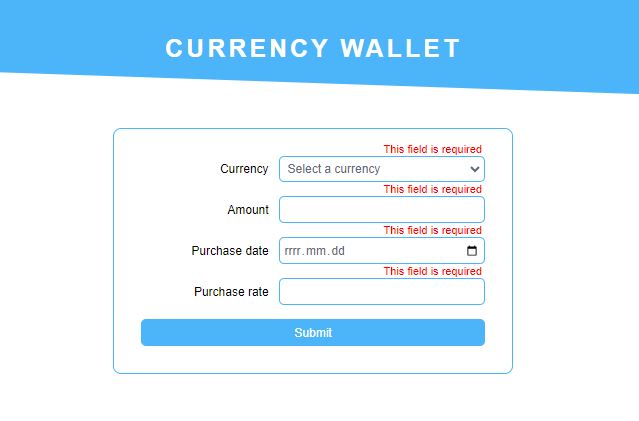 CURRENCY WALLET
This field is required
Currency Select a currency
This field is required
Amount
This field is required
Purchase date rrrr.mm.dd
This field is required
Purchase rate
Submit